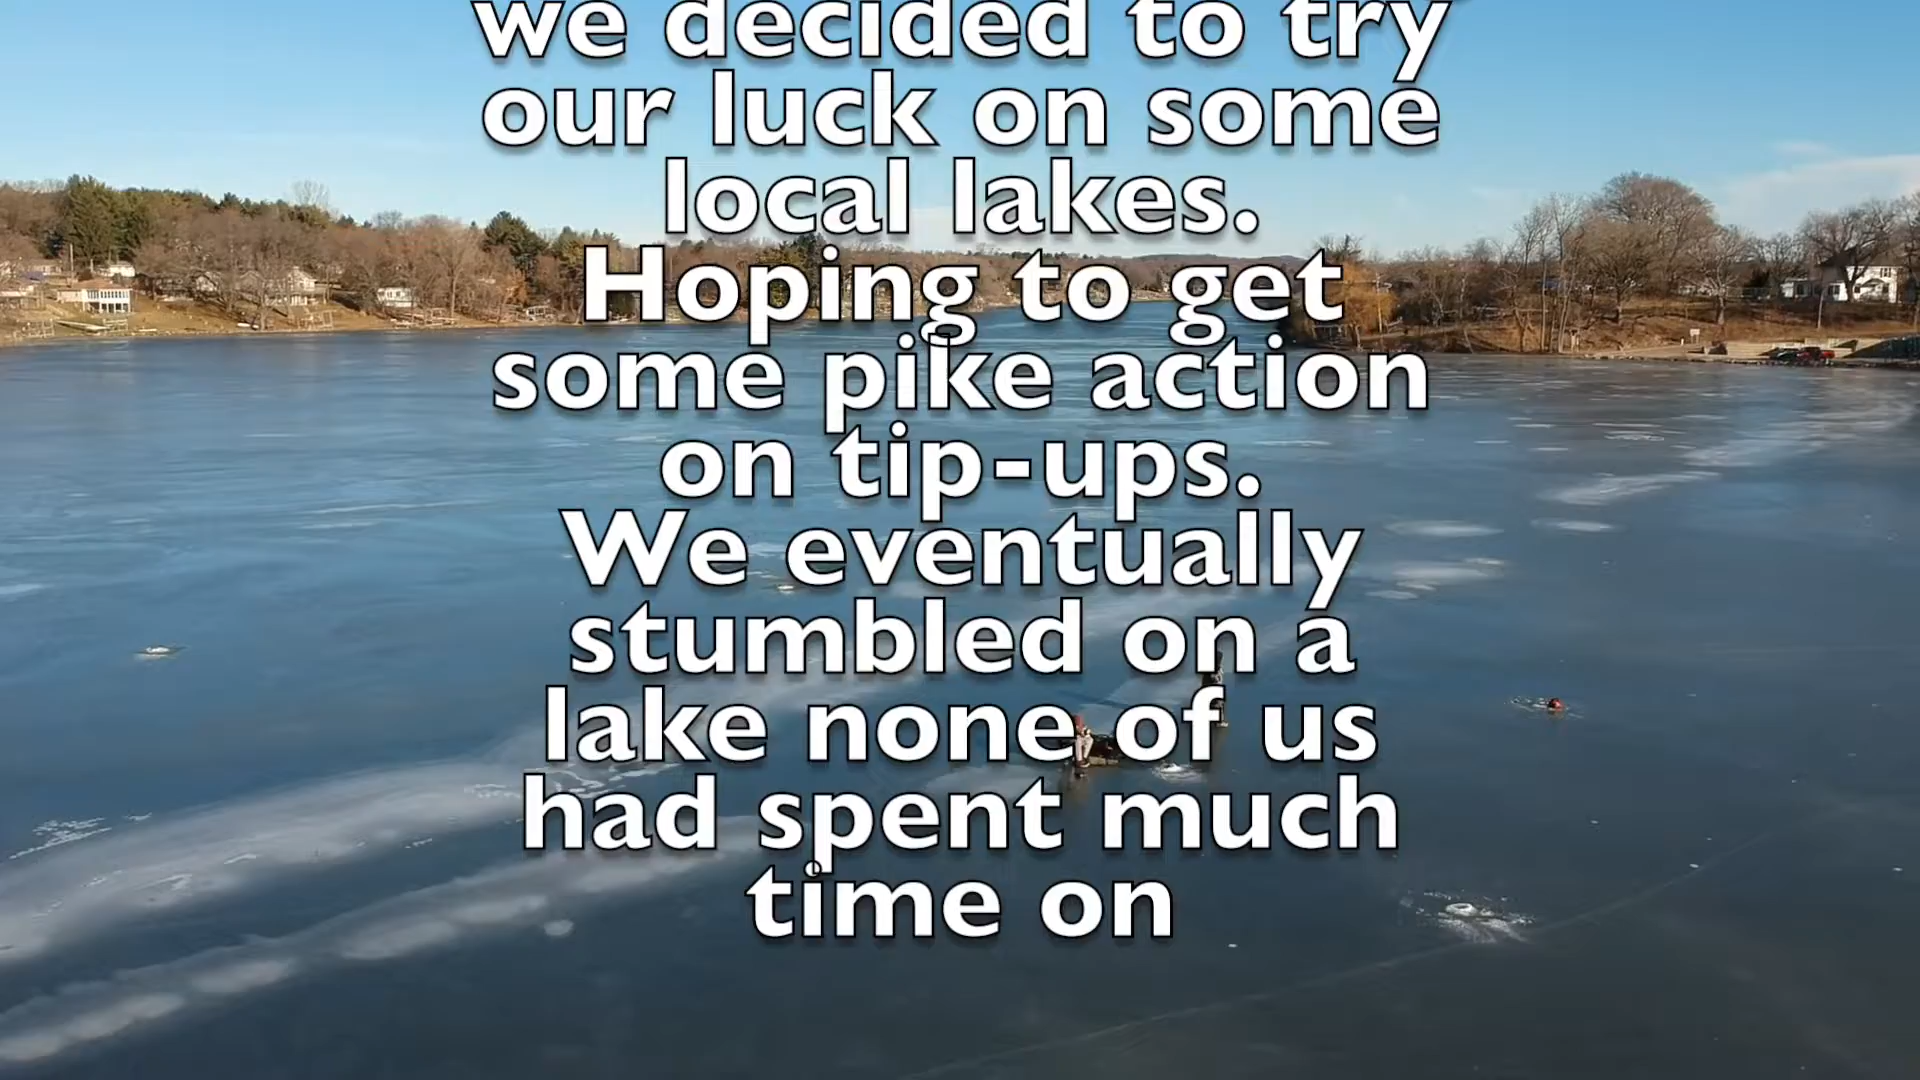 we decided to try
our luck on some
local lakes.
Hoping to get
some pike action
on tip-ups.
We eventually
stumbled on a
lake none of us
had spent much
time on